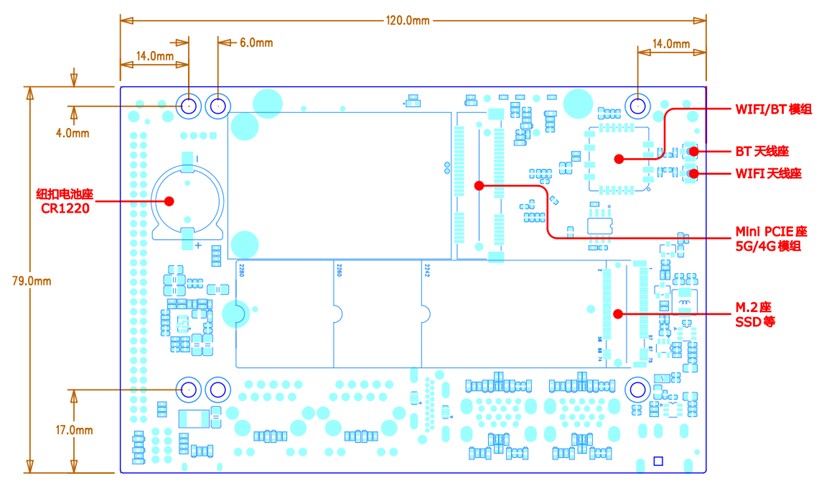 120.0mm
6.0mm
14.0mm
14.0mm
4.0mm
WIFI/BT 模组
BT 天线座
WIFI 天线座
纽扣电池座
CR1220
−
+
Mini PCIE 座
5G/4G 模组
79.0mm
2280
2260
2242
M.2 座
SSD 等
17.0mm